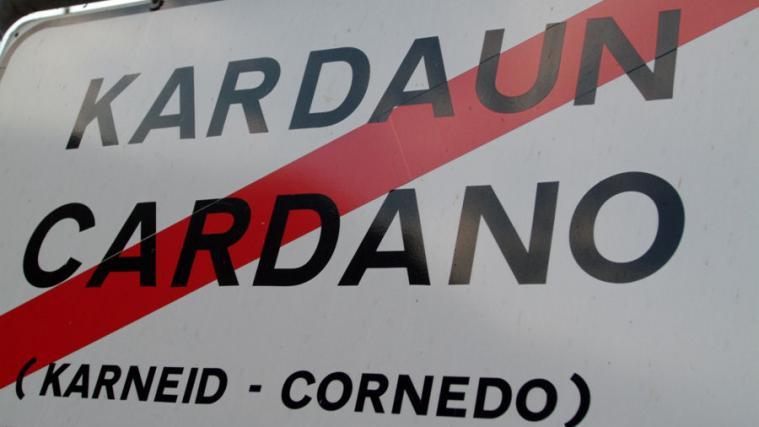 KARDAUN
CARDANO
(KARNEID - CORNEDO)